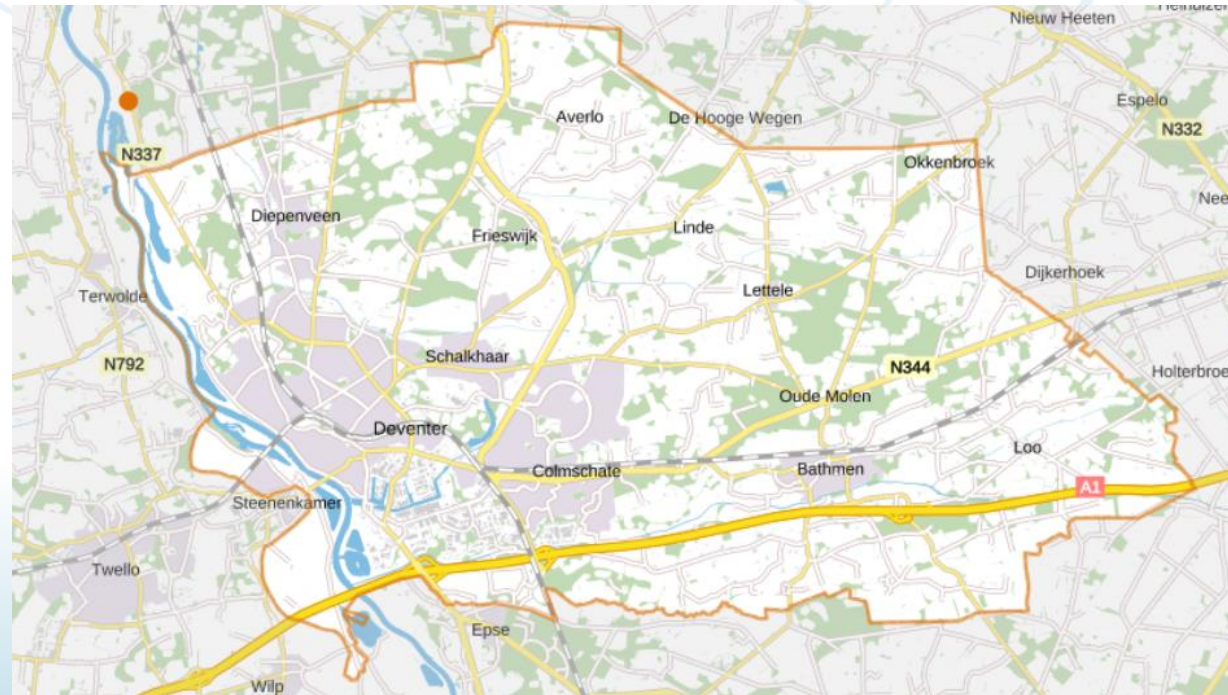 Nieuw Heeten
Espelo
N332
Averlo
De Hooge Wegen
N337
Okkenbroek
Diepenveen
Frieswijk
Linde
Dijkerhoek
Terwolde
Lettele
N792
Schalkhaar
N344
Oude Molen
Deventer
Loo
Colmschate
Bathmen
A1
Steenenkamer
Twello
Epse
Wilp